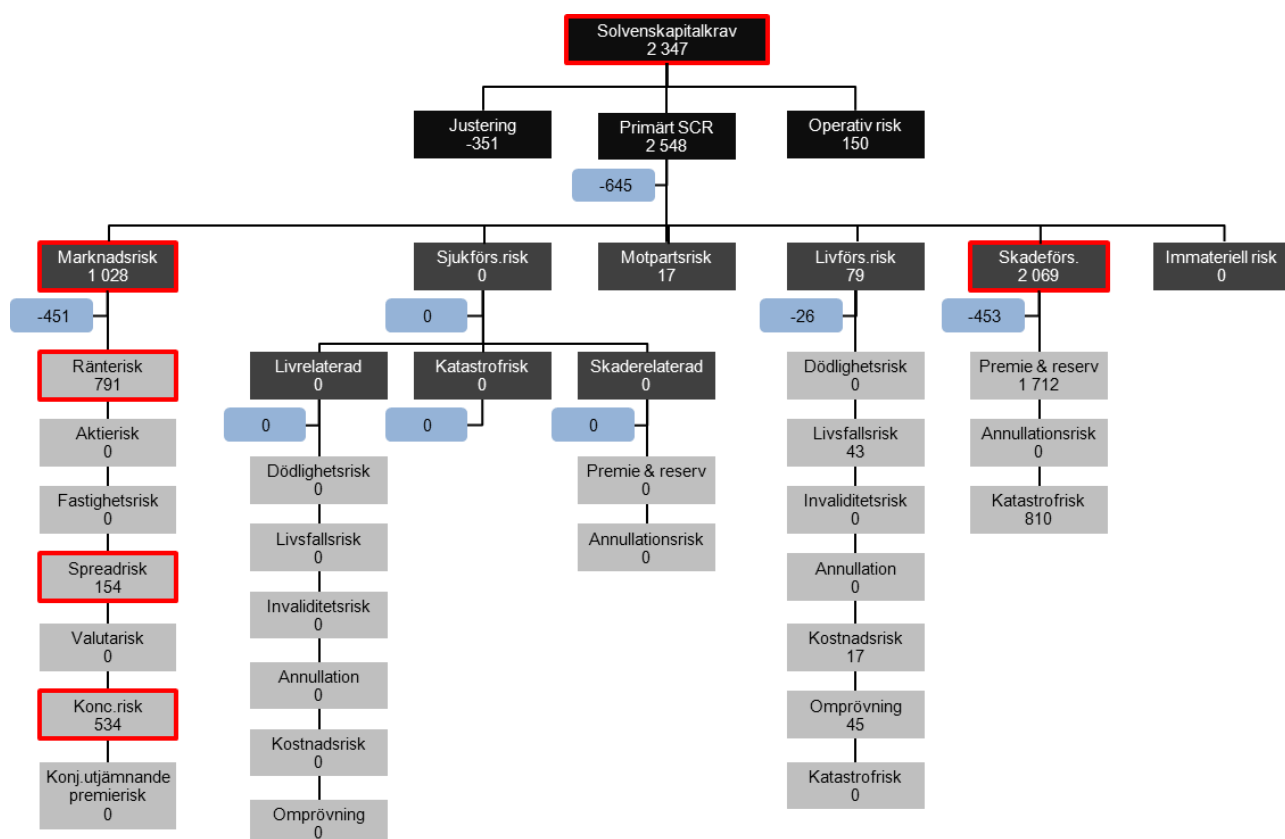 Solvenskapitalkrav
2 347
Justering
-351
Primärt SCR
2 548
Operativ risk
150
-645
Marknadsrisk
1 028
Sjukförs.risk
0
Motpartsrisk
17
Livförs.risk
79
Skadeförs.
2 069
Immateriell risk
0
-451
0
-26
-453
Ränterisk
791
Aktierisk
0
Fastighetsrisk
0
Spreadrisk
154
Valutarisk
0
Konc.risk
534
Konj.utjämnande
premierisk
0
Livrelaterad
0
Katastrofrisk
0
Skaderelaterad
0
0
0
0
Dödlighetsrisk
0
Livsfallsrisk
0
Invaliditetsrisk
0
Annullation
0
Kostnadsrisk
0
Omprövning
0
Premie & reserv
0
Annullationsrisk
0
Dödlighetsrisk
0
Livsfallsrisk
43
Invaliditetsrisk
0
Annullation
0
Kostnadsrisk
17
Omprövning
45
Katastrofrisk
0
Premie & reserv
1 712
Annullationsrisk
0
Katastrofrisk
810